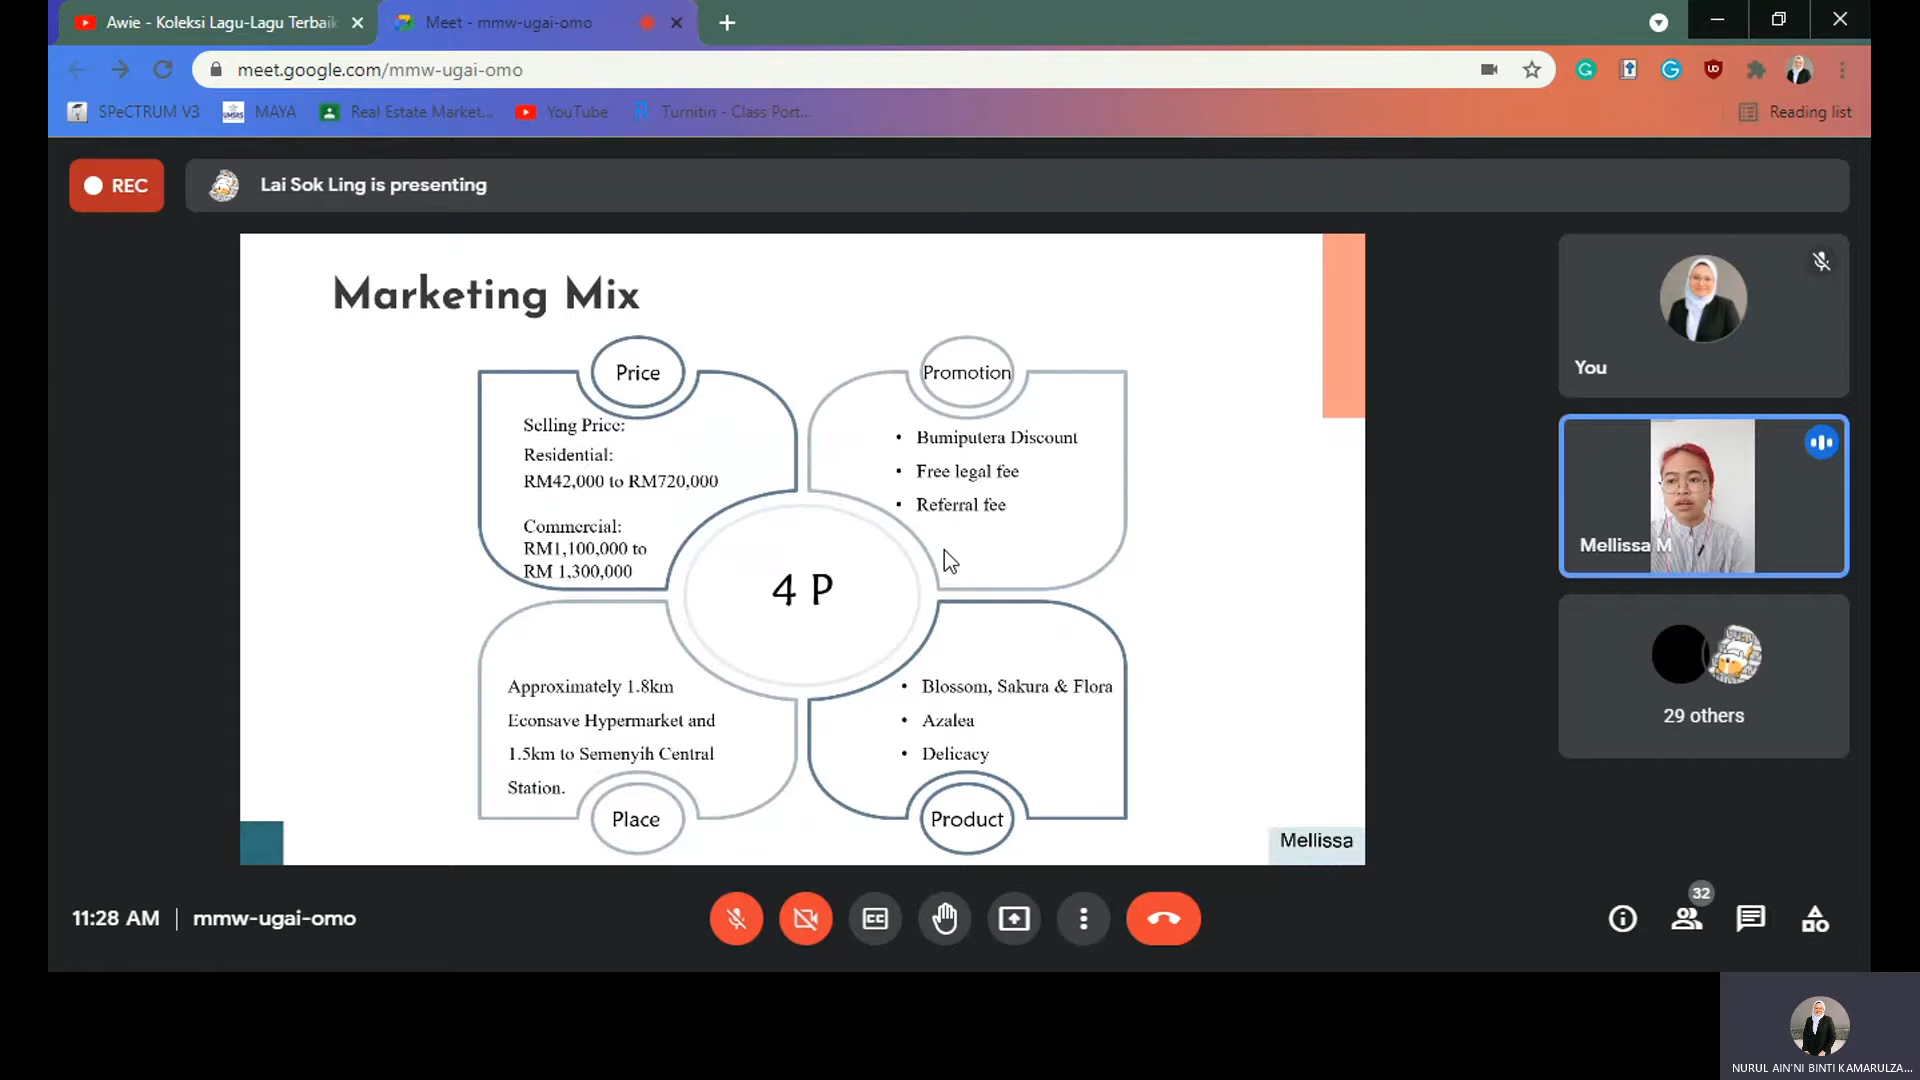 Awie - Koleksi Lagu-Lagu Terbaik
Meet - mmw-ugai-omo
meet.google.com/mmw-ugai-omo
SPeCTRUM V3
MAYA
Real Estate Market...
YouTube
Turnitin - Class Port...
Reading list
REC
Lai Sok Ling is presenting
Marketing Mix
Price
Selling Price:
Residential:
RM42,000 to RM720,000
Commercial:
RM1,100,000 to
RM 1,300,000
Promotion
• Bumiputera Discount
• Free legal fee
• Referral fee
4 P
Approximately 1.8km
Econsave Hypermarket and
1.5km to Semenyih Central
Station.
Place
• Blossom, Sakura & Flora
• Azalea
• Delicacy
Product
Mellissa
You
Mellissa M
29 others
11:28 AM | mmw-ugai-omo
32
NURUL AIN'NI BINTI KAMARULZA...